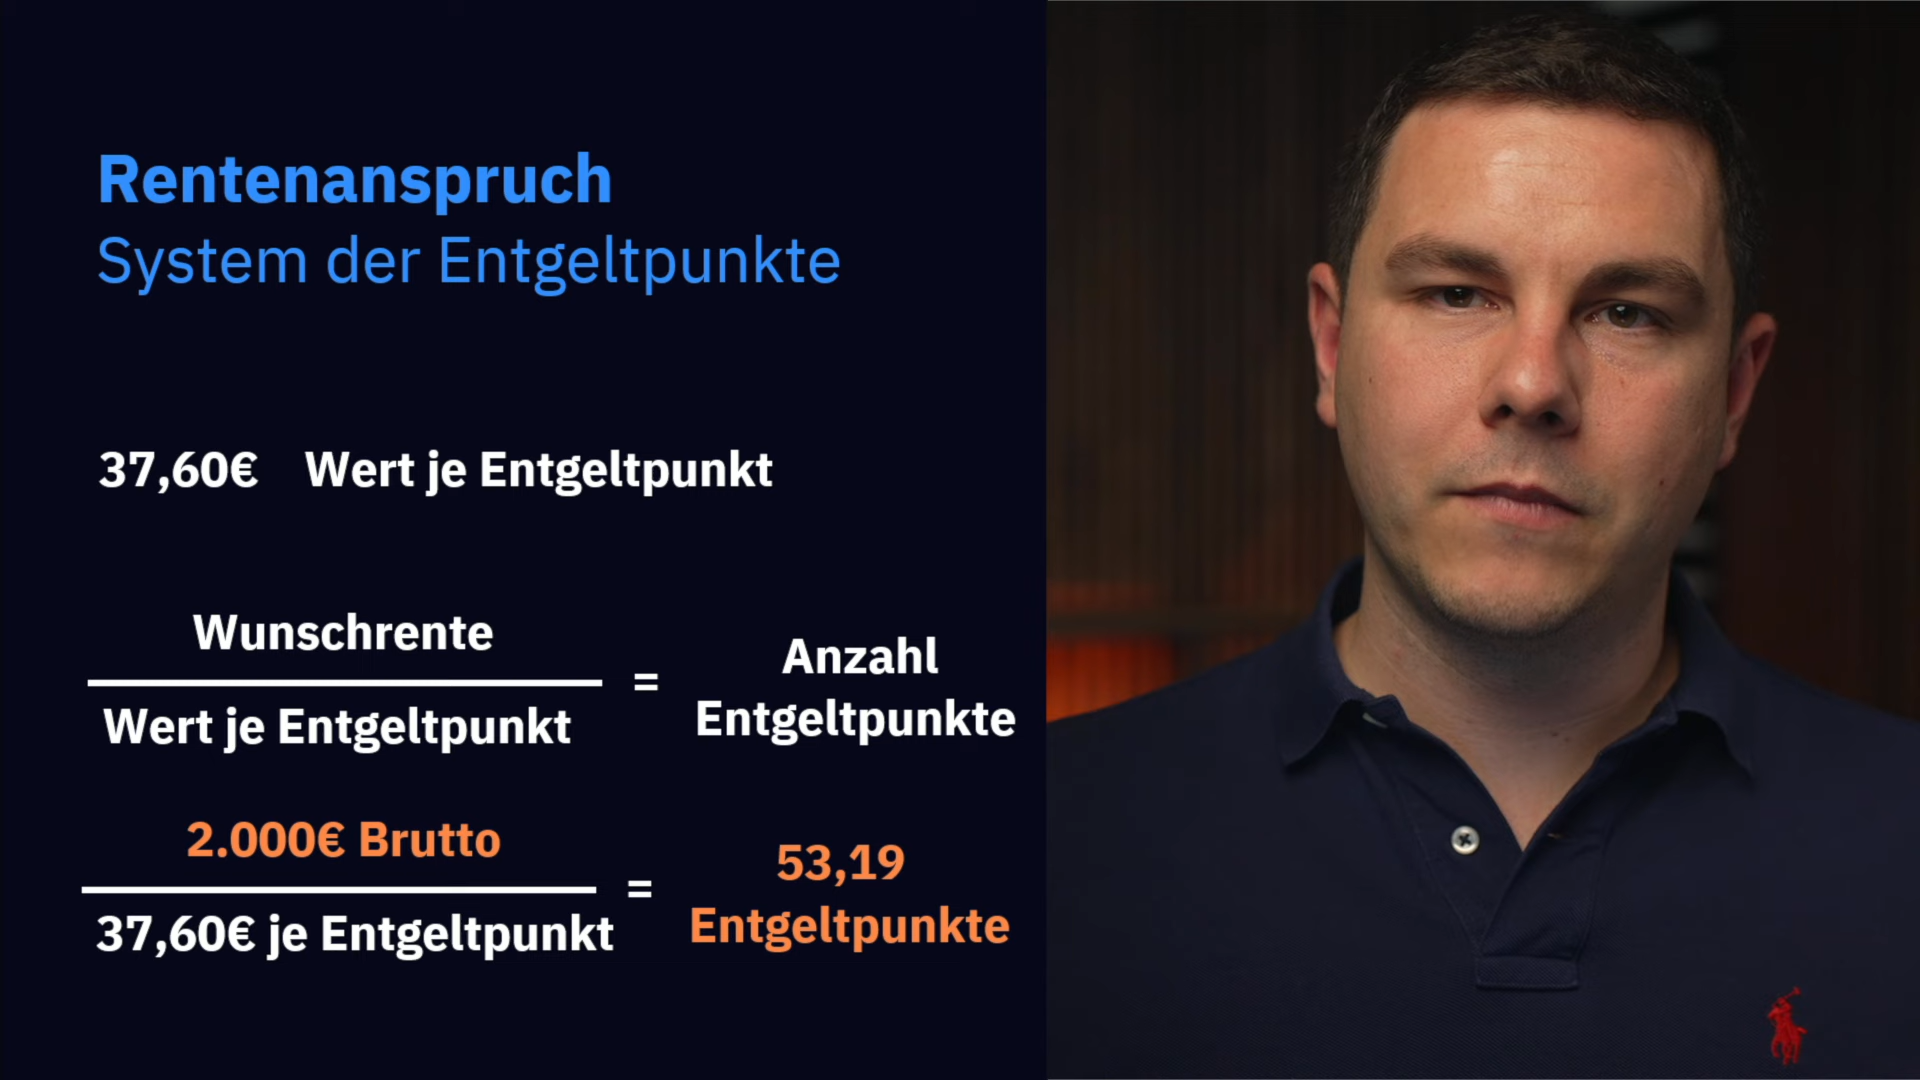 Rentenanspruch
System der Entgeltpunkte
37,60€ Wert je Entgeltpunkt
Wunschrente
Wert je Entgeltpunkt
=
Anzahl
Entgeltpunkte
2.000€ Brutto
37,60€ je Entgeltpunkt
=
53,19
Entgeltpunkte